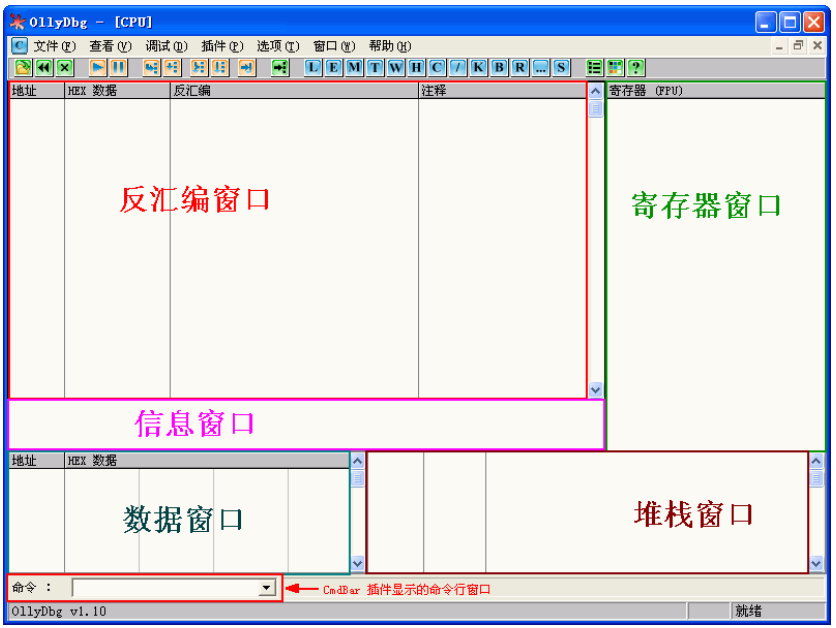 OllyDbg - [CPU]
C 文件(F) 查看(V) 调试(D) 插件(P) 选项(T) 窗口(W) 帮助(H)
L E M T W H C / K B R ... S ?
地址 HEX 数据 反汇编 注释 寄存器 (FPU)
反汇编窗口
寄存器窗口
信息窗口
地址 HEX 数据
数据窗口
堆栈窗口
命令 : CmdBar 插件显示的命令行窗口
OllyDbg v1.10 就绪